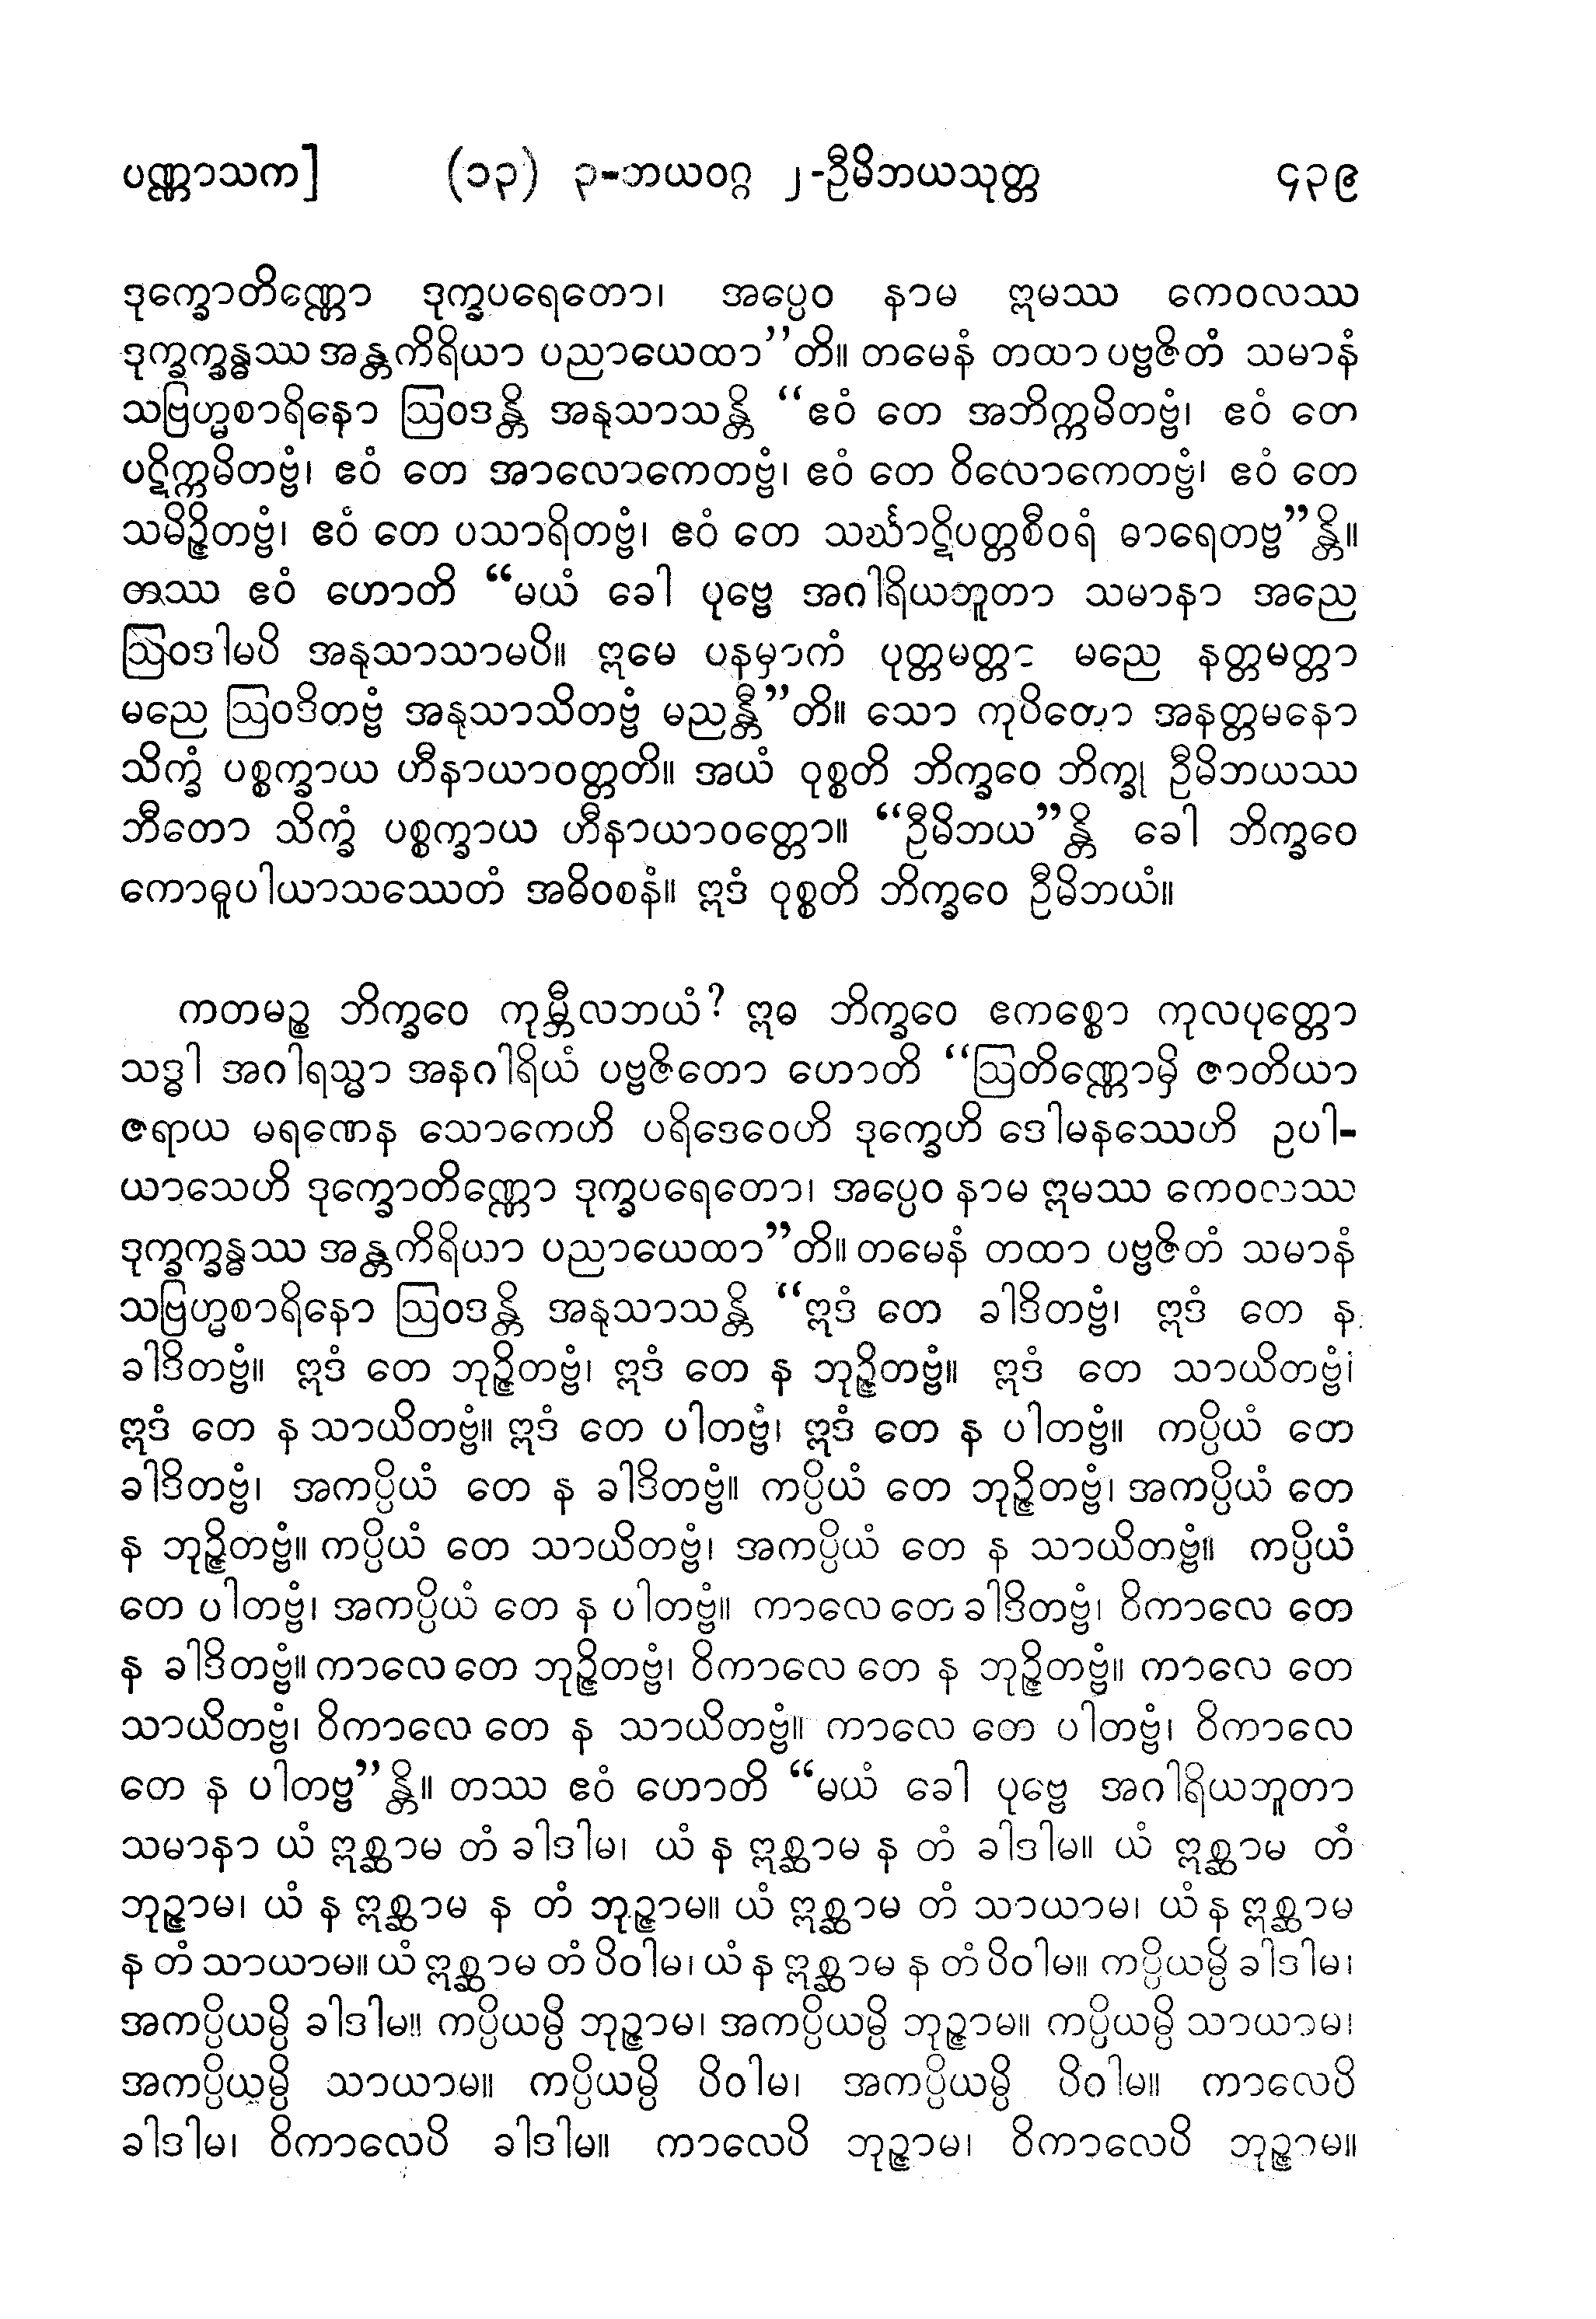 ပဏ္ဏာသက] (၁၃) ၃-ဘယဝဂ္ဂ ၂-ဦမိဘယသုတ္တ ၄၃၉
ဒုက္ခောတိဏ္ဏော ဒုက္ခပရေတော၊ အပ္ပေဝ နာမ ဣမဿ ကေဝလဿ
ဒုက္ခက္ခန္ဓဿ အန္တကိရိယာ ပညာယေထာ’’တိ။ တမေနံ တထာ ပဗ္ဗဇိတံ သမာနံ
သဗြဟ္မစာရိနော ဩဝဒန္တိ အနုသာသန္တိ “ဧဝံ တေ အဘိက္ကမိတဗ္ဗံ၊ ဧဝံ တေ
ပဋိက္ကမိတဗ္ဗံ၊ ဧဝံ တေ အာလောကေတဗ္ဗံ၊ ဧဝံ တေ ဝိလောကေတဗ္ဗံ၊ ဧဝံ တေ
သမိဉ္ဇိတဗ္ဗံ၊ ဧဝံ တေ ပသာရိတဗ္ဗံ၊ ဧဝံ တေ သင်္ဃာဋိပတ္တစီဝရံ ဓာရေတဗ္ဗ”န္တိ။
တဿ ဧဝံ ဟောတိ “မယံ ခေါ ပုဗ္ဗေ အဂါရိယဘူတာ သမာနာ အညေ
ဩဝဒါမပိ အနုသာသာမပိ။ ဣမေ ပနမှာကံ ပုတ္တမတ္တာ မညေ နတ္တမတ္တာ
မညေ ဩဝဒိတဗ္ဗံ အနုသာသိတဗ္ဗံ မညန္တီ”တိ။ သော ကုပိတော အနတ္တမနော
သိက္ခံ ပစ္စက္ခာယ ဟီနာယာဝတ္တတိ။ အယံ ဝုစ္စတိ ဘိက္ခဝေ ဘိက္ခု ဦမိဘယဿ
ဘီတော သိက္ခံ ပစ္စက္ခာယ ဟီနာယာဝတ္တော။ “ဦမိဘယ”န္တိ ခေါ ဘိက္ခဝေ
ကောဓူပါယာသဿေတံ အဓိဝစနံ။ ဣဒံ ဝုစ္စတိ ဘိက္ခဝေ ဦမိဘယံ။
ကတမဉ္စ ဘိက္ခဝေ ကုမ္ဘီလဘယံ? ဣဓ ဘိက္ခဝေ ဧကစ္စော ကုလပုတ္တော
သဒ္ဓါ အဂါရသ္မာ အနဂါရိယံ ပဗ္ဗဇိတော ဟောတိ “ဩတိဏ္ဏောမှိ ဇာတိယာ
ဇရာယ မရဏေန သောကေဟိ ပရိဒေဝေဟိ ဒုက္ခေဟိ ဒေါမနဿေဟိ ဥပါ-
ယာသေဟိ ဒုက္ခောတိဏ္ဏော ဒုက္ခပရေတော၊ အပ္ပေဝ နာမ ဣမဿ ကေဝလဿ
ဒုက္ခက္ခန္ဓဿ အန္တကိရိယာ ပညာယေထာ”တိ။ တမေနံ တထာ ပဗ္ဗဇိတံ သမာနံ
သဗြဟ္မစာရိနော ဩဝဒန္တိ အနုသာသန္တိ “ဣဒံ တေ ခါဒိတဗ္ဗံ၊ ဣဒံ တေ န
ခါဒိတဗ္ဗံ။ ဣဒံ တေ ဘုဉ္ဇိတဗ္ဗံ၊ ဣဒံ တေ န ဘုဉ္ဇိတဗ္ဗံ။ ဣဒံ တေ သာယိတဗ္ဗံ၊
ဣဒံ တေ န သာယိတဗ္ဗံ။ ဣဒံ တေ ပါတဗ္ဗံ၊ ဣဒံ တေ န ပါတဗ္ဗံ။ ကပ္ပိယံ တေ
ခါဒိတဗ္ဗံ၊ အကပ္ပိယံ တေ န ခါဒိတဗ္ဗံ။ ကပ္ပိယံ တေ ဘုဉ္ဇိတဗ္ဗံ၊ အကပ္ပိယံ တေ
န ဘုဉ္ဇိတဗ္ဗံ။ ကပ္ပိယံ တေ သာယိတဗ္ဗံ၊ အကပ္ပိယံ တေ န သာယိတဗ္ဗံ။ ကပ္ပိယံ
တေ ပါတဗ္ဗံ၊ အကပ္ပိယံ တေ န ပါတဗ္ဗံ။ ကာလေ တေ ခါဒိတဗ္ဗံ၊ ဝိကာလေ တေ
န ခါဒိတဗ္ဗံ။ ကာလေ တေ ဘုဉ္ဇိတဗ္ဗံ၊ ဝိကာလေ တေ န ဘုဉ္ဇိတဗ္ဗံ။ ကာလေ တေ
သာယိတဗ္ဗံ၊ ဝိကာလေ တေ န သာယိတဗ္ဗံ။ ကာလေ တေ ပါတဗ္ဗံ၊ ဝိကာလေ
တေ န ပါတဗ္ဗ”န္တိ။ တဿ ဧဝံ ဟောတိ “မယံ ခေါ ပုဗ္ဗေ အဂါရိယဘူတာ
သမာနာ ယံ ဣစ္ဆာမ တံ ခါဒါမ၊ ယံ န ဣစ္ဆာမ န တံ ခါဒါမ။ ယံ ဣစ္ဆာမ တံ
ဘုဉ္ဇာမ၊ ယံ န ဣစ္ဆာမ န တံ ဘုဉ္ဇာမ။ ယံ ဣစ္ဆာမ တံ သာယာမ၊ ယံ န ဣစ္ဆာမ
န တံ သာယာမ။ ယံ ဣစ္ဆာမ တံ ပိဝါမ၊ ယံ န ဣစ္ဆာမ န တံ ပိဝါမ။ ကပ္ပိယမ္ပိ ခါဒါမ၊
အကပ္ပိယမ္ပိ ခါဒါမ။ ကပ္ပိယမ္ပိ ဘုဉ္ဇာမ၊ အကပ္ပိယမ္ပိ ဘုဉ္ဇာမ။ ကပ္ပိယမ္ပိ သာယာမ၊
အကပ္ပိယမ္ပိ သာယာမ။ ကပ္ပိယမ္ပိ ပိဝါမ၊ အကပ္ပိယမ္ပိ ပိဝါမ။ ကာလေပိ
ခါဒါမ၊ ဝိကာလေပိ ခါဒါမ။ ကာလေပိ ဘုဉ္ဇာမ၊ ဝိကာလေပိ ဘုဉ္ဇာမ။